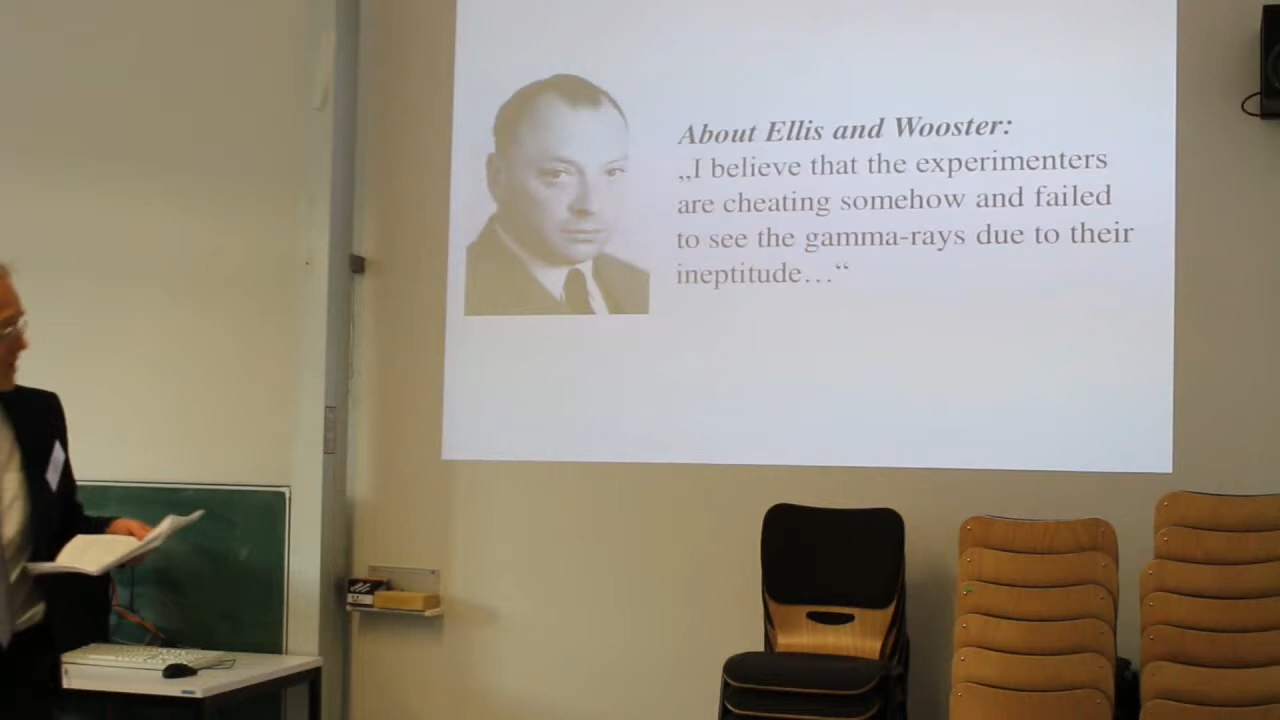 About Ellis and Wooster:
„I believe that the experimenters
are cheating somehow and failed
to see the gamma-rays due to their
ineptitude…“